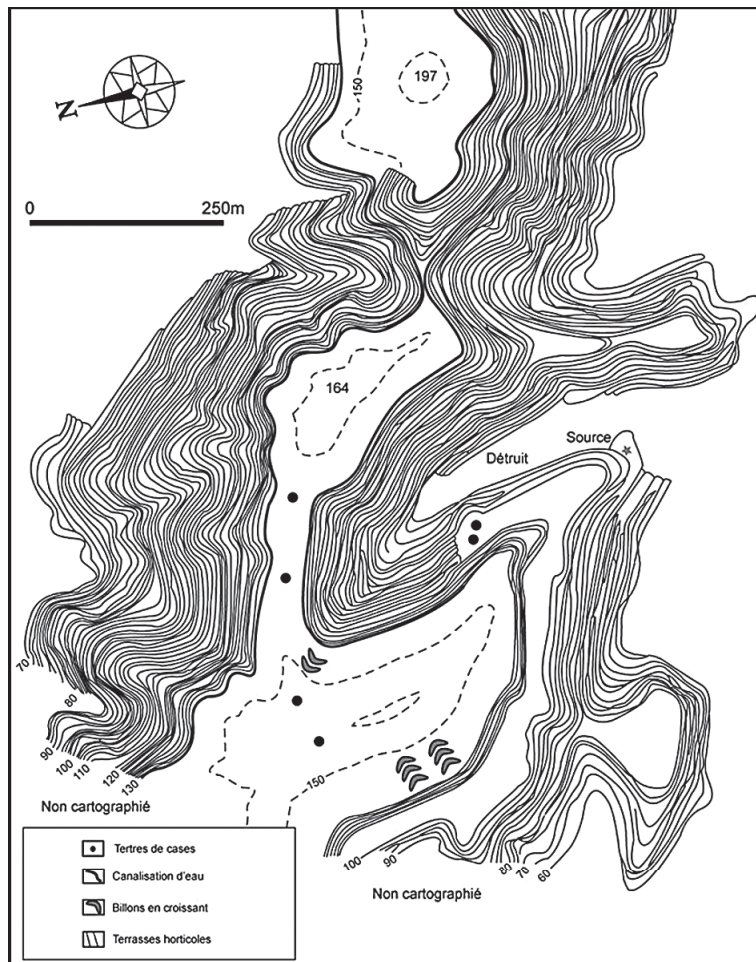 197
150
N
0 250m
164
Source
Détruit
70
80
90
100
110
120
130
150
Non cartographié
100
90
80
70
60
Non cartographié
Tertres de cases
Canalisation d'eau
Billons en croissant
Terrasses horticoles